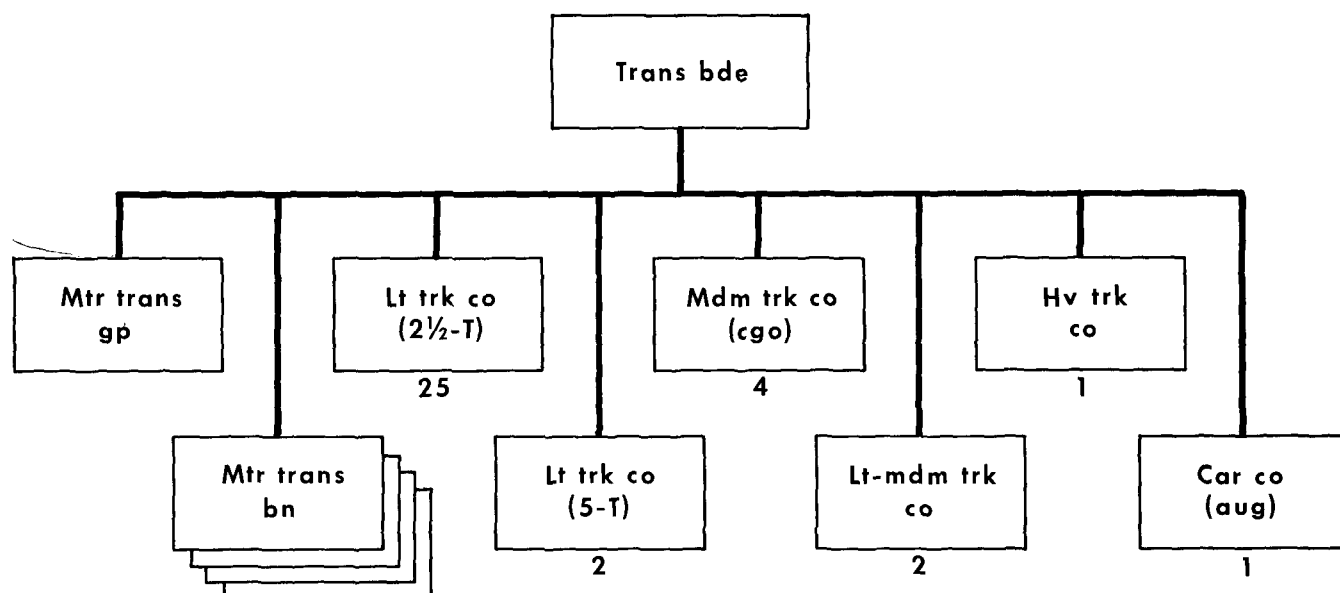 Trans bde
Mtr trans
gp
Lt trk co
(2½-T)
25
Mdm trk co
(cgo)
4
Hv trk
co
1
Mtr trans
bn
Lt trk co
(5-T)
2
Lt-mdm trk
co
2
Car co
(aug)
1